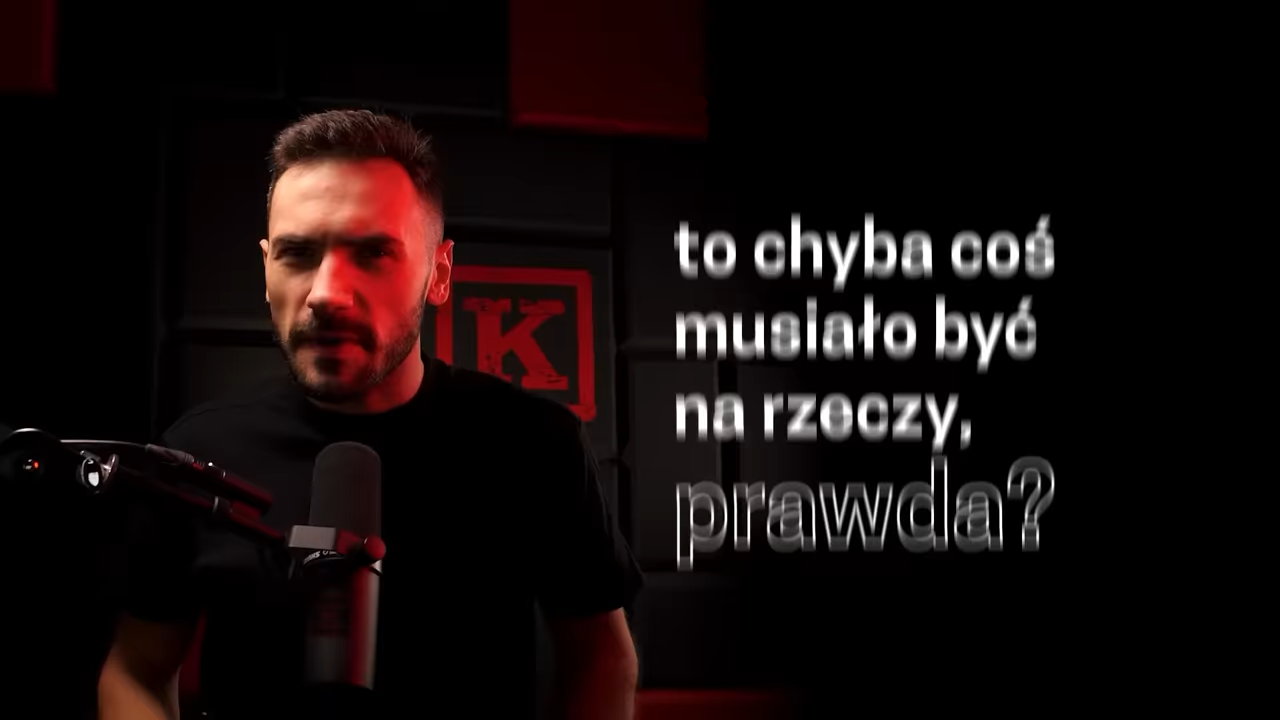 to chyba coś
musiało być
na rzeczy,
prawda?
K